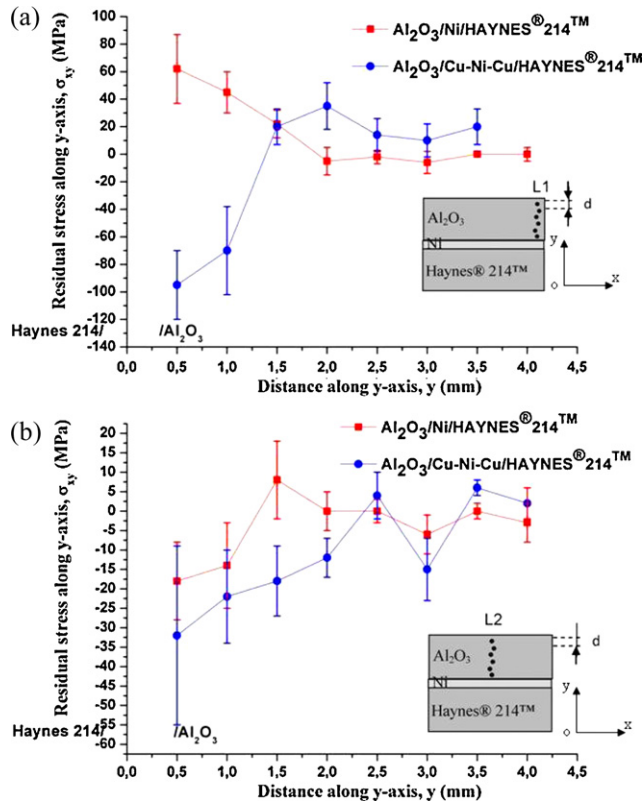 (a)
Al₂O₃/Ni/HAYNES®214™
Al₂O₃/Cu-Ni-Cu/HAYNES®214™
Residual stress along y-axis, σxy (MPa)
100
80
60
40
20
0
-20
-40
-60
-80
-100
-120
-140
L1
d
Al₂O₃
NI
Haynes® 214™
y
o
x
Haynes 214/
/Al₂O₃
0,0 0,5 1,0 1,5 2,0 2,5 3,0 3,5 4,0 4,5
Distance along y-axis, y (mm)
(b)
Al₂O₃/Ni/HAYNES®214™
Al₂O₃/Cu-Ni-Cu/HAYNES®214™
Residual stress along y-axis, σxy (MPa)
20
15
10
5
0
-5
-10
-15
-20
-25
-30
-35
-40
-45
-50
-55
-60
L2
d
Al₂O₃
NI
Haynes® 214™
y
o
x
Haynes 214/
/Al₂O₃
0,0 0,5 1,0 1,5 2,0 2,5 3,0 3,5 4,0 4,5
Distance along y-axis, y (mm)